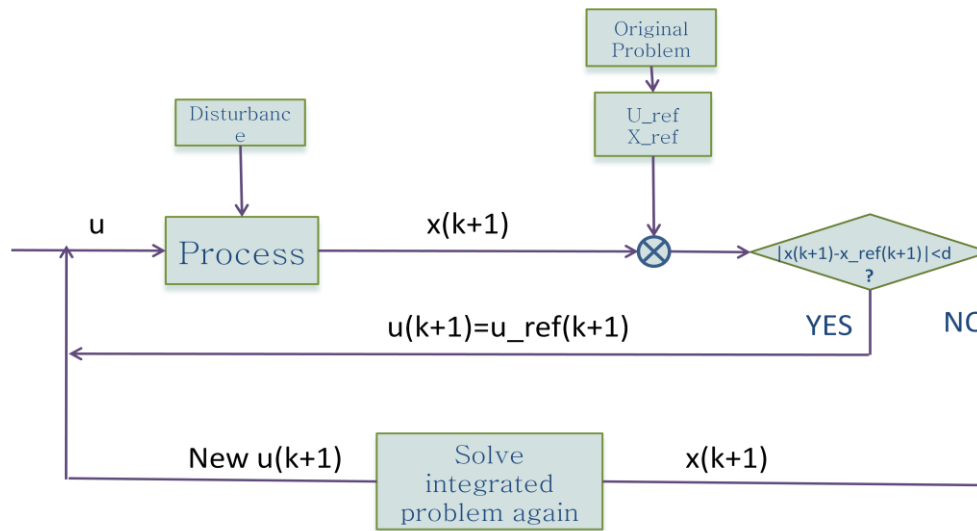 Original
Problem
Disturbanc
e
U_ref
X_ref
u
Process
x(k+1)
|x(k+1)-x_ref(k+1)|<d
?
u(k+1)=u_ref(k+1)
YES
NO
New u(k+1)
Solve
integrated
problem again
x(k+1)